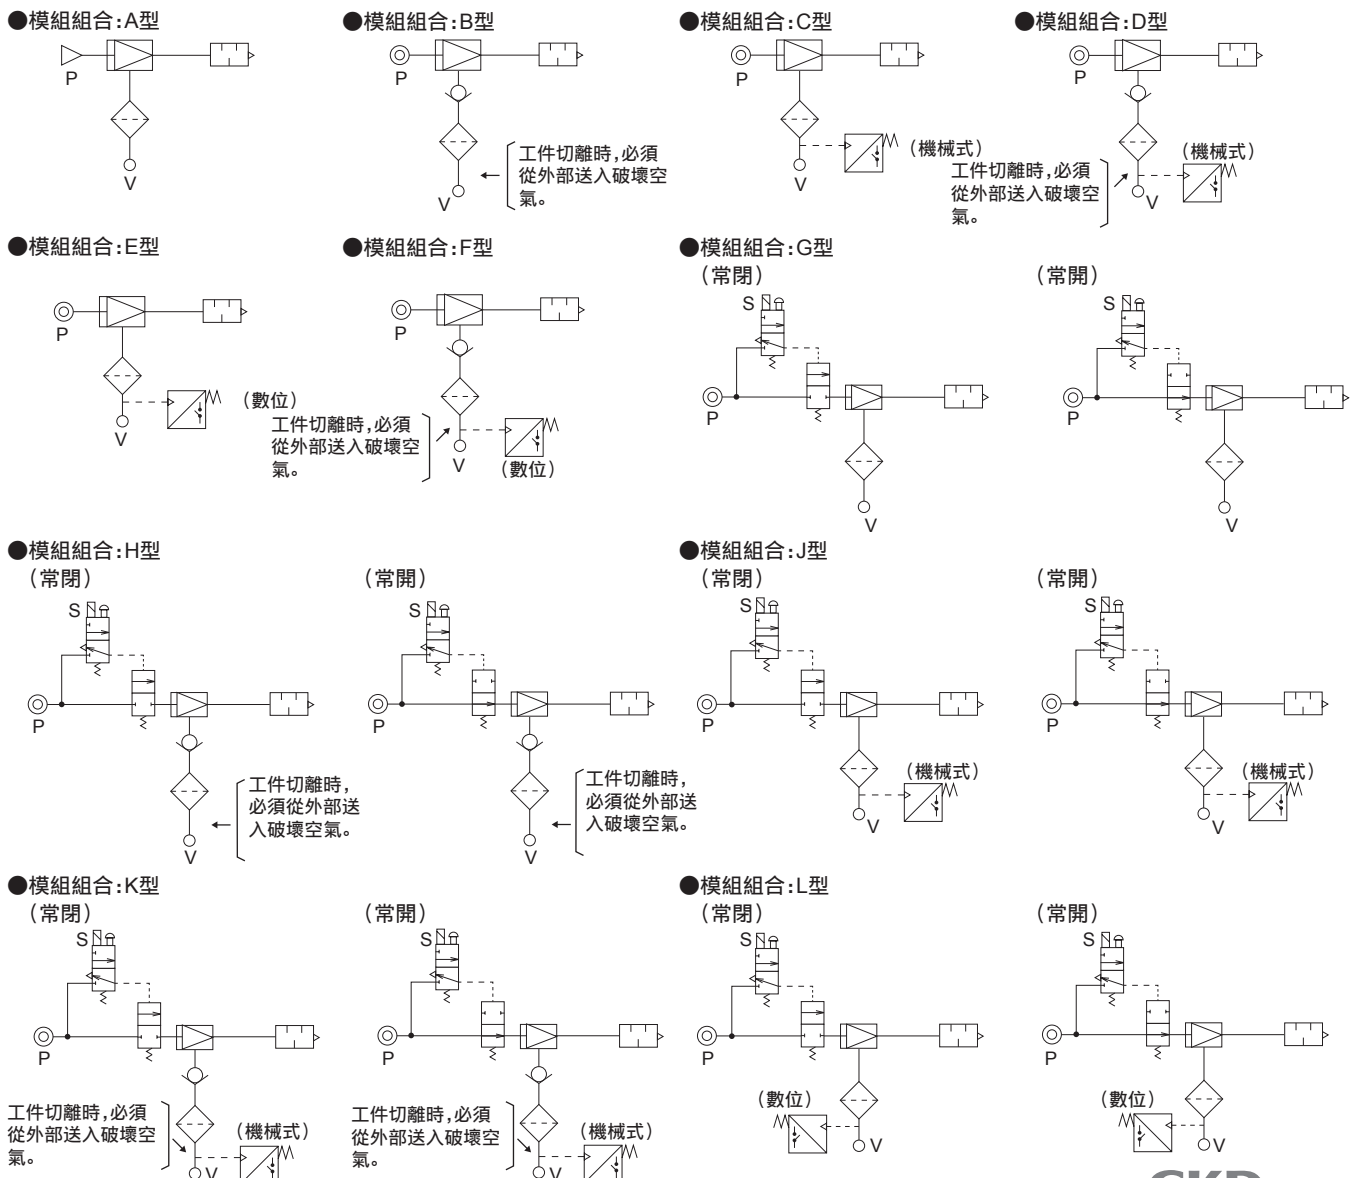 ●模組組合:A型
P
V
●模組組合:B型
P
V
工件切離時,必須
從外部送入破壞空
氣。
●模組組合:C型
P
V
(機械式)
●模組組合:D型
P
V
(機械式)
工件切離時,必須
從外部送入破壞空
氣。
●模組組合:E型
P
V
(數位)
●模組組合:F型
P
V
工件切離時,必須
從外部送入破壞空
氣。
(數位)
●模組組合:G型
(常閉)
S
P
V
(常開)
S
P
V
●模組組合:H型
(常閉)
S
P
V
工件切離時,
必須從外部送
入破壞空氣。
(常開)
S
P
V
工件切離時,
必須從外部送
入破壞空氣。
●模組組合:J型
(常閉)
S
P
V
(機械式)
(常開)
S
P
V
(機械式)
●模組組合:K型
(常閉)
S
P
V
工件切離時,必須
從外部送入破壞空
氣。
(機械式)
(常開)
S
P
V
工件切離時,必須
從外部送入破壞空
氣。
(機械式)
●模組組合:L型
(常閉)
S
P
(數位)
V
(常開)
S
P
(數位)
V
CKD